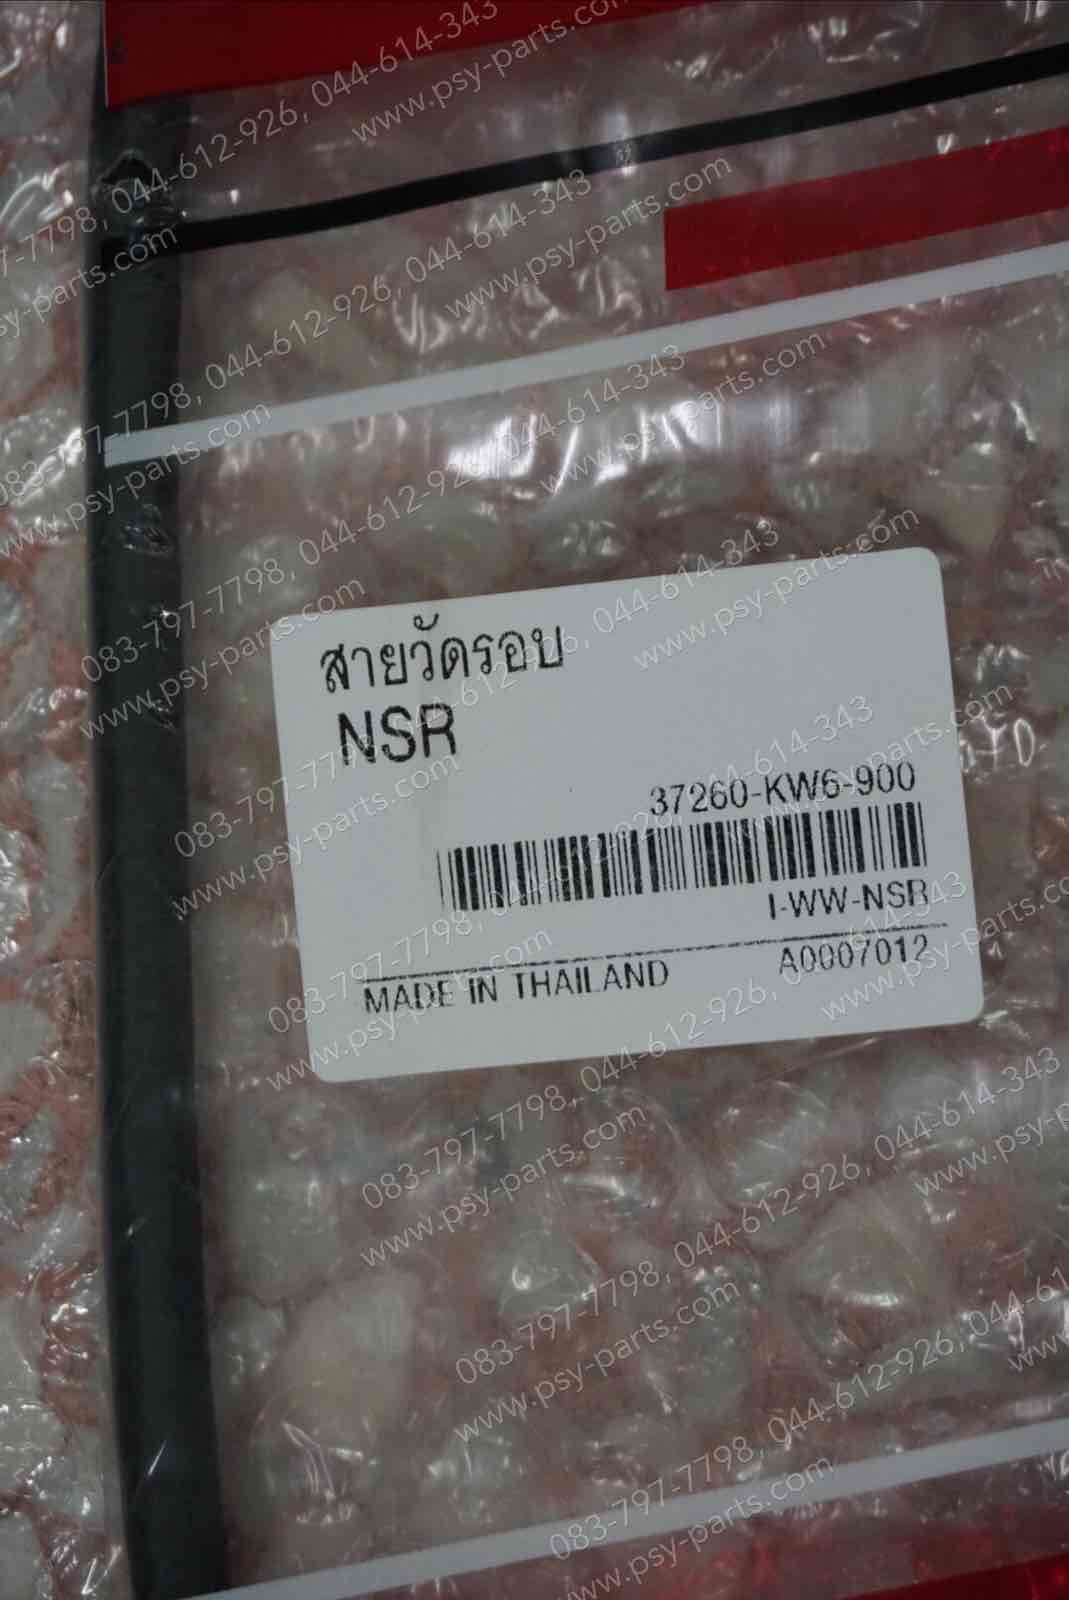 สายวัดรอบ
NSR
37260-KW6-900
I-WW-NSR
MADE IN THAILAND A0007012
083-797-7798, 044-612-926, 044-614-343
www.psy-parts.com